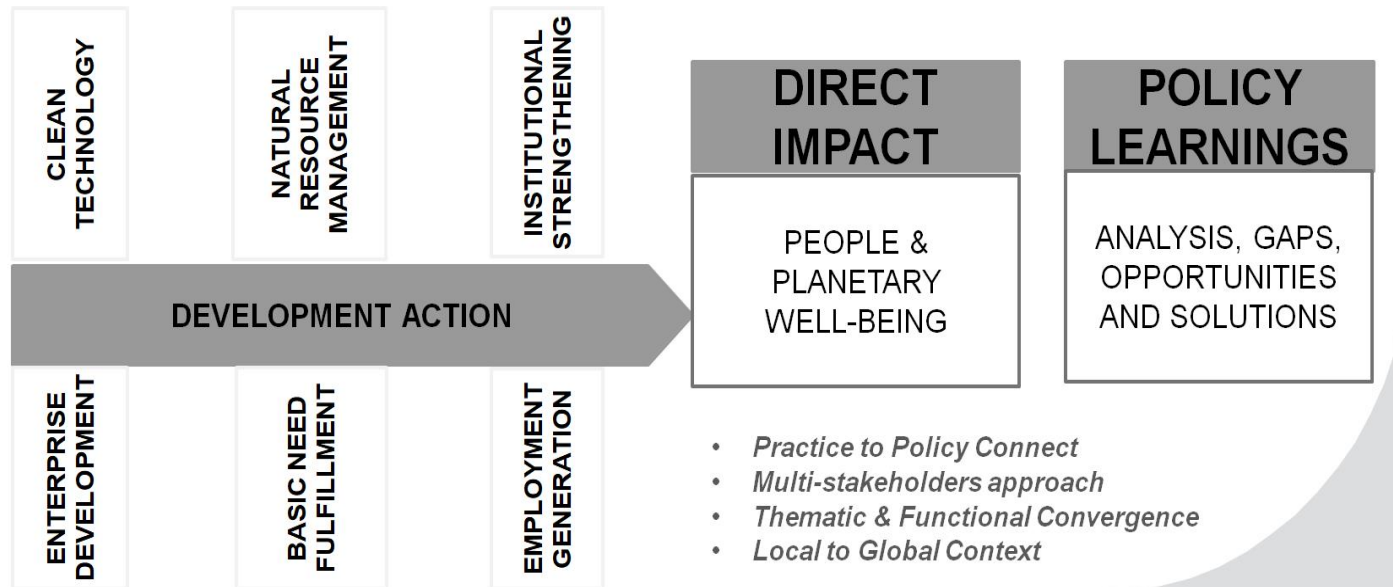 CLEAN
TECHNOLOGY
NATURAL
RESOURCE
MANAGEMENT
INSTITUTIONAL
STRENGTHENING
DEVELOPMENT ACTION
ENTERPRISE
DEVELOPMENT
BASIC NEED
FULFILLMENT
EMPLOYMENT
GENERATION
DIRECT
IMPACT
PEOPLE &
PLANETARY
WELL-BEING
POLICY
LEARNINGS
ANALYSIS, GAPS,
OPPORTUNITIES
AND SOLUTIONS
• Practice to Policy Connect
• Multi-stakeholders approach
• Thematic & Functional Convergence
• Local to Global Context